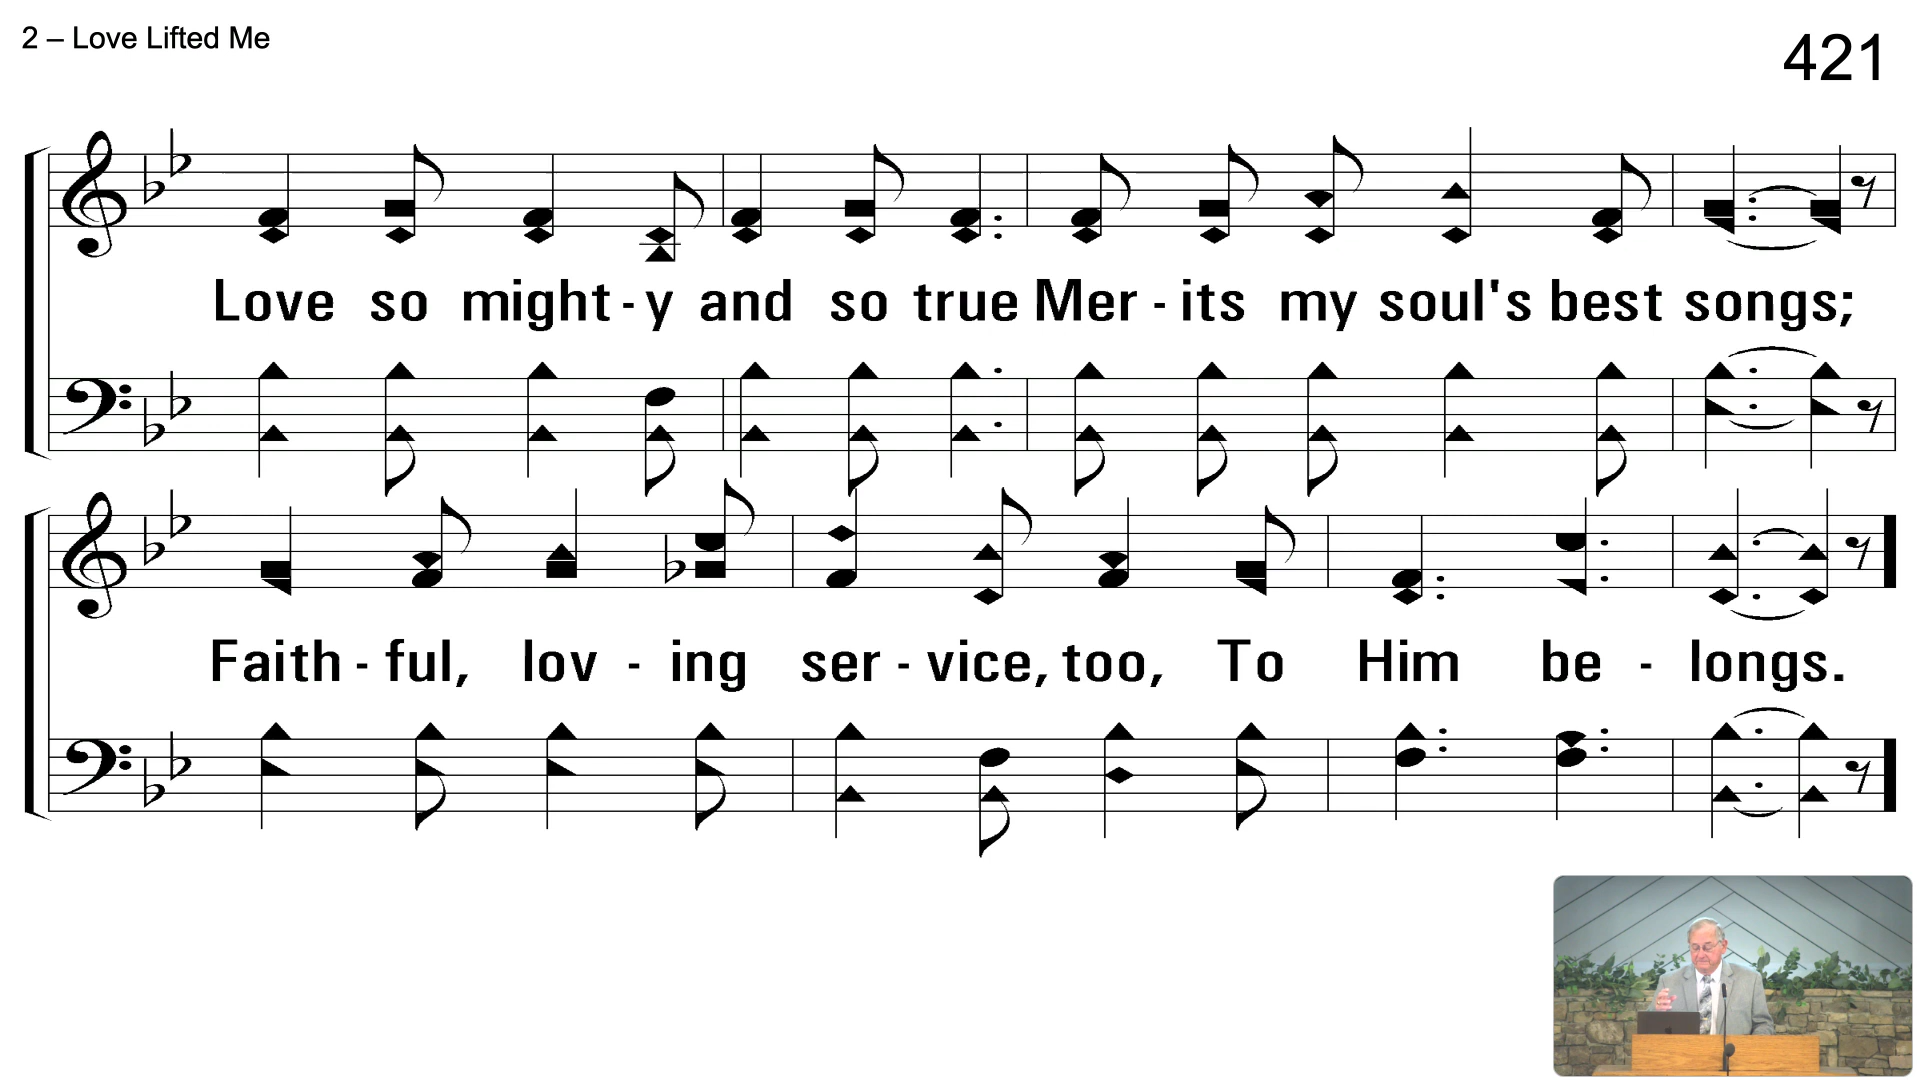 2 – Love Lifted Me
421
Love so might - y and so true Mer - its my soul's best songs;
Faith - ful, lov - ing ser - vice, too, To Him be - longs.